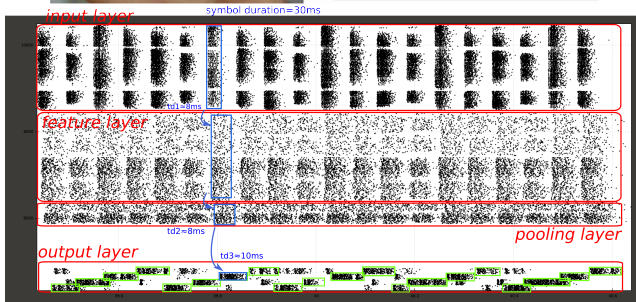 symbol duration=30ms
input layer
td1≈8ms
feature layer
td2≈8ms
pooling layer
output layer
td3≈10ms